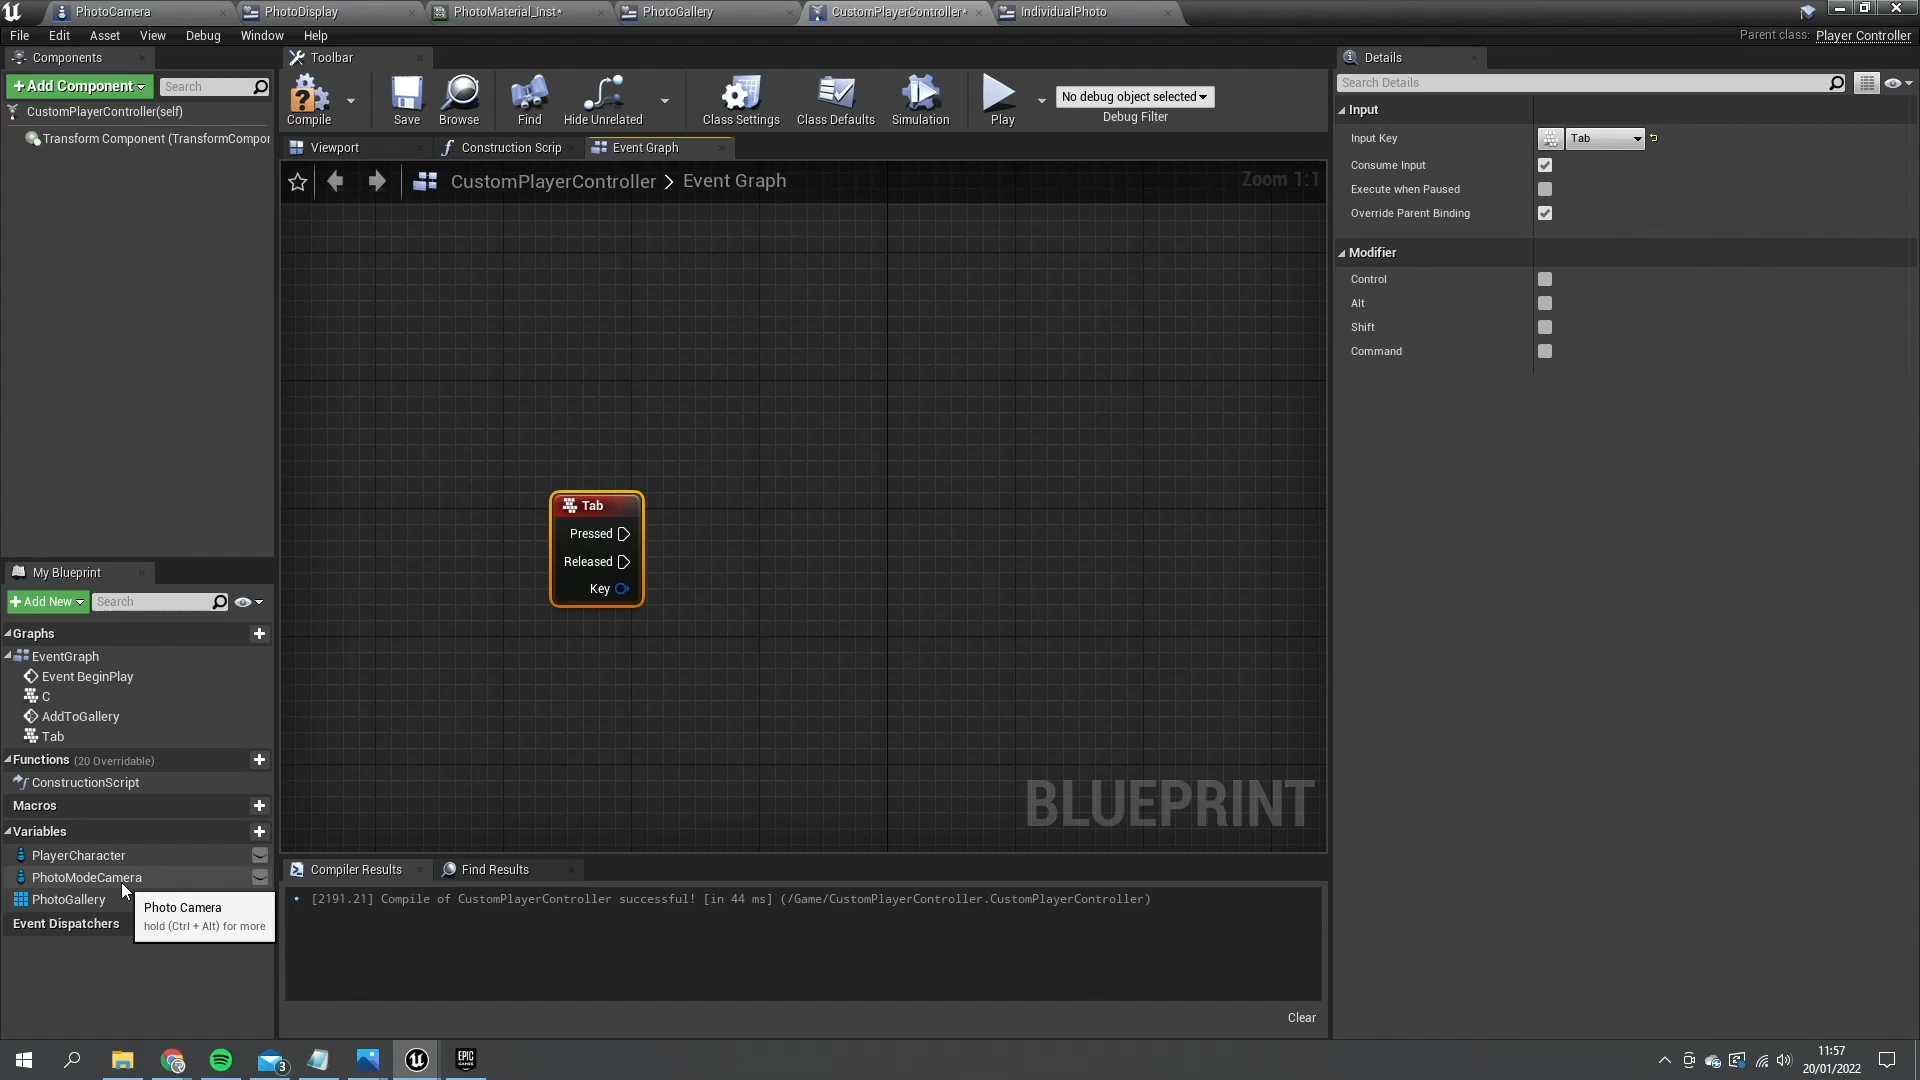 PhotoCamera
PhotoDisplay
PhotoMaterial_Inst*
PhotoGallery
CustomPlayerController*
IndividualPhoto
File Edit Asset View Debug Window Help
Parent class: Player Controller
Components
Toolbar
Details
+ Add Component
Search
CustomPlayerController(self)
Transform Component (TransformCompor
Compile
Save
Browse
Find
Hide Unrelated
Class Settings
Class Defaults
Simulation
Play
No debug object selected
Debug Filter
Search Details
Input
Input Key
Tab
Consume Input
Execute when Paused
Override Parent Binding
Modifier
Control
Alt
Shift
Command
Viewport
Construction Scrip
Event Graph
CustomPlayerController > Event Graph
Zoom 1:1
Tab
Pressed
Released
Key
BLUEPRINT
My Blueprint
+ Add New
Search
Graphs
EventGraph
Event BeginPlay
C
AddToGallery
Tab
Functions (20 Overridable)
ConstructionScript
Macros
Variables
PlayerCharacter
PhotoModeCamera
PhotoGallery
Event Dispatchers
Photo Camera
hold (Ctrl + Alt) for more
Compiler Results
Find Results
[2191.21] Compile of CustomPlayerController successful! [in 44 ms] (/Game/CustomPlayerController.CustomPlayerController)
Clear
3
EPIC
GAMES
11:57
20/01/2022